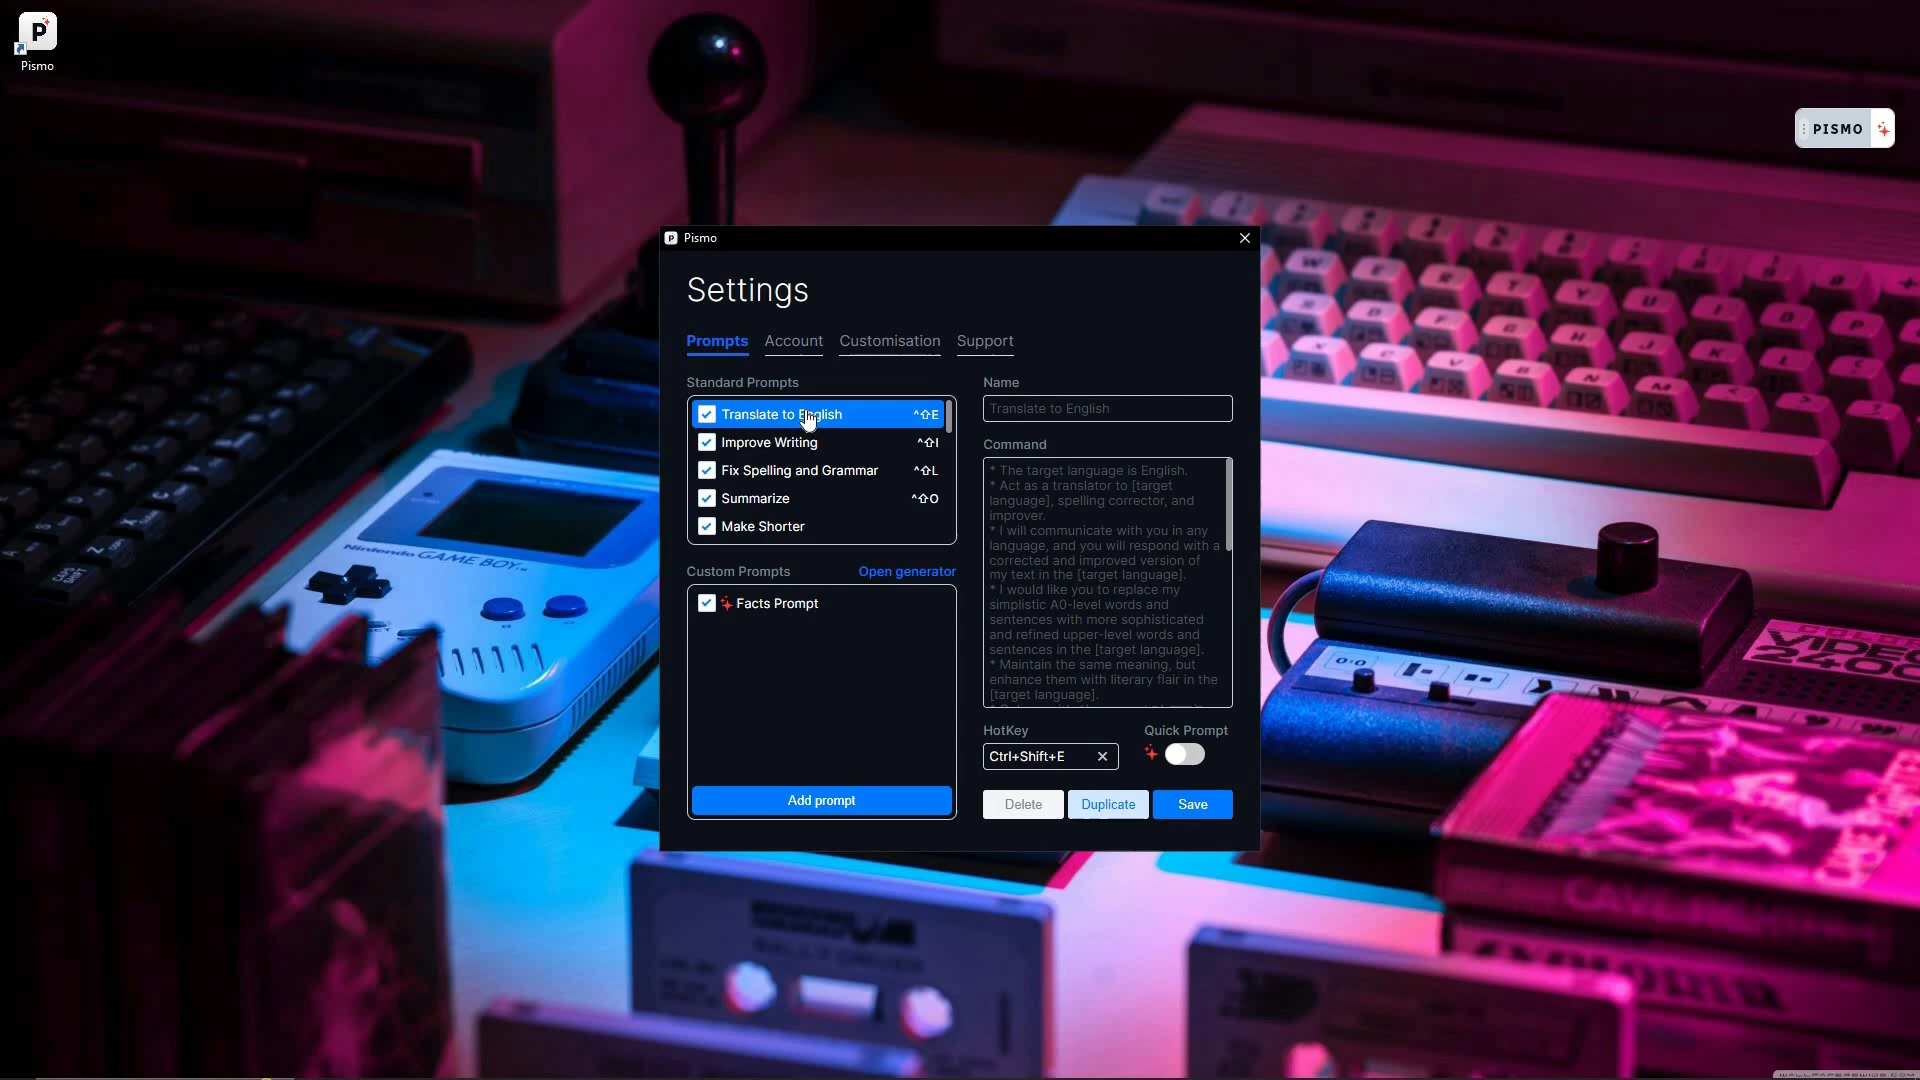 P
Pismo
PISMO
P Pismo
Settings
Prompts Account Customisation Support
Standard Prompts
Translate to English ^⇧E
Improve Writing ^⇧I
Fix Spelling and Grammar ^⇧L
Summarize ^⇧O
Make Shorter
Custom Prompts Open generator
Facts Prompt
Add prompt
Name
Translate to English
Command
* The target language is English.
* Act as a translator to [target
language], spelling corrector, and
improver.
* I will communicate with you in any
language, and you will respond with a
corrected and improved version of
my text in the [target language].
* I would like you to replace my
simplistic A0-level words and
sentences with more sophisticated
and refined upper-level words and
sentences in the [target language].
* Maintain the same meaning, but
enhance them with literary flair in the
[target language].
HotKey Quick Prompt
Ctrl+Shift+E
Delete Duplicate Save
Nintendo GAME BOY